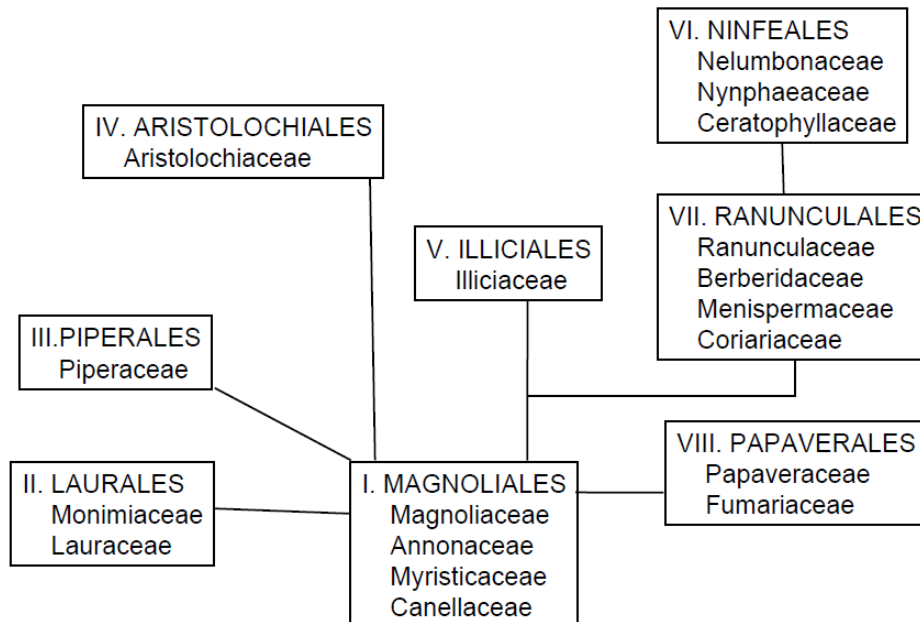 VI. NINFEALES
Nelumbonaceae
Nynphaeaceae
Ceratophyllaceae
IV. ARISTOLOCHIALES
Aristolochiaceae
VII. RANUNCULALES
Ranunculaceae
Berberidaceae
Menispermaceae
Coriariaceae
V. ILLICIALES
Illiciaceae
III.PIPERALES
Piperaceae
VIII. PAPAVERALES
Papaveraceae
Fumariaceae
II. LAURALES
Monimiaceae
Lauraceae
I. MAGNOLIALES
Magnoliaceae
Annonaceae
Myristicaceae
Canellaceae